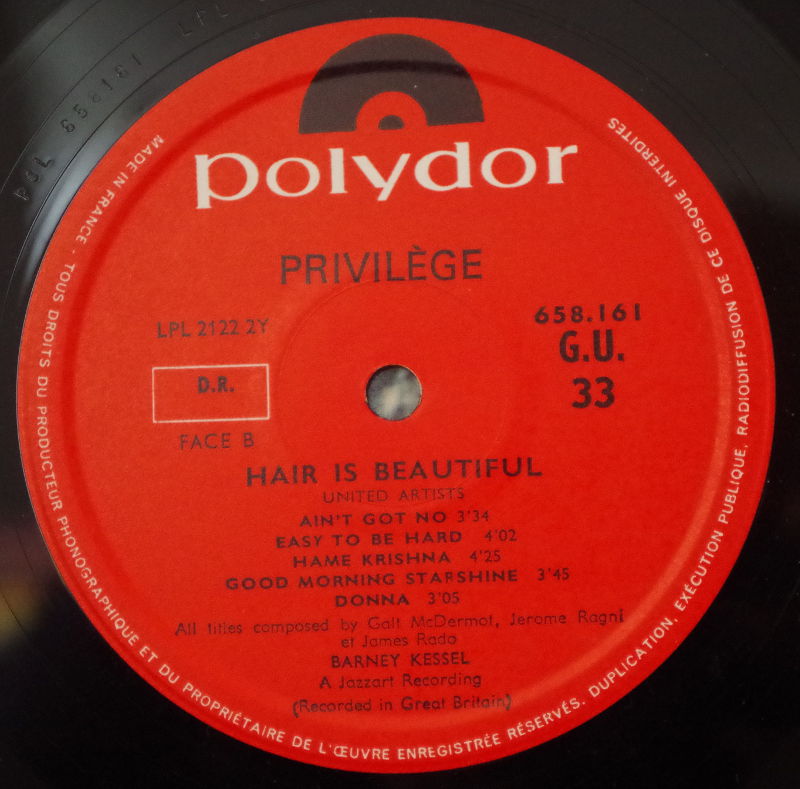 POL 658161 LPL
polydor
PRIVILÈGE
LPL 2122 2Y
658.161
G.U.
33
D.R.
FACE B
HAIR IS BEAUTIFUL
UNITED ARTISTS
AIN'T GOT NO 3'34
EASY TO BE HARD 4'02
HAME KRISHNA 4'25
GOOD MORNING STARSHINE 3'45
DONNA 3'05
All titles composed by Galt McDermot, Jerome Ragni
et James Rado
BARNEY KESSEL
A Jazzart Recording
(Recorded in Great Britain)
MADE IN FRANCE · TOUS DROITS DU PRODUCTEUR PHONOGRAPHIQUE ET DU PROPRIÉTAIRE DE L'ŒUVRE ENREGISTRÉE RÉSERVÉS. DUPLICATION, EXÉCUTION PUBLIQUE, RADIODIFFUSION DE CE DISQUE INTERDITES